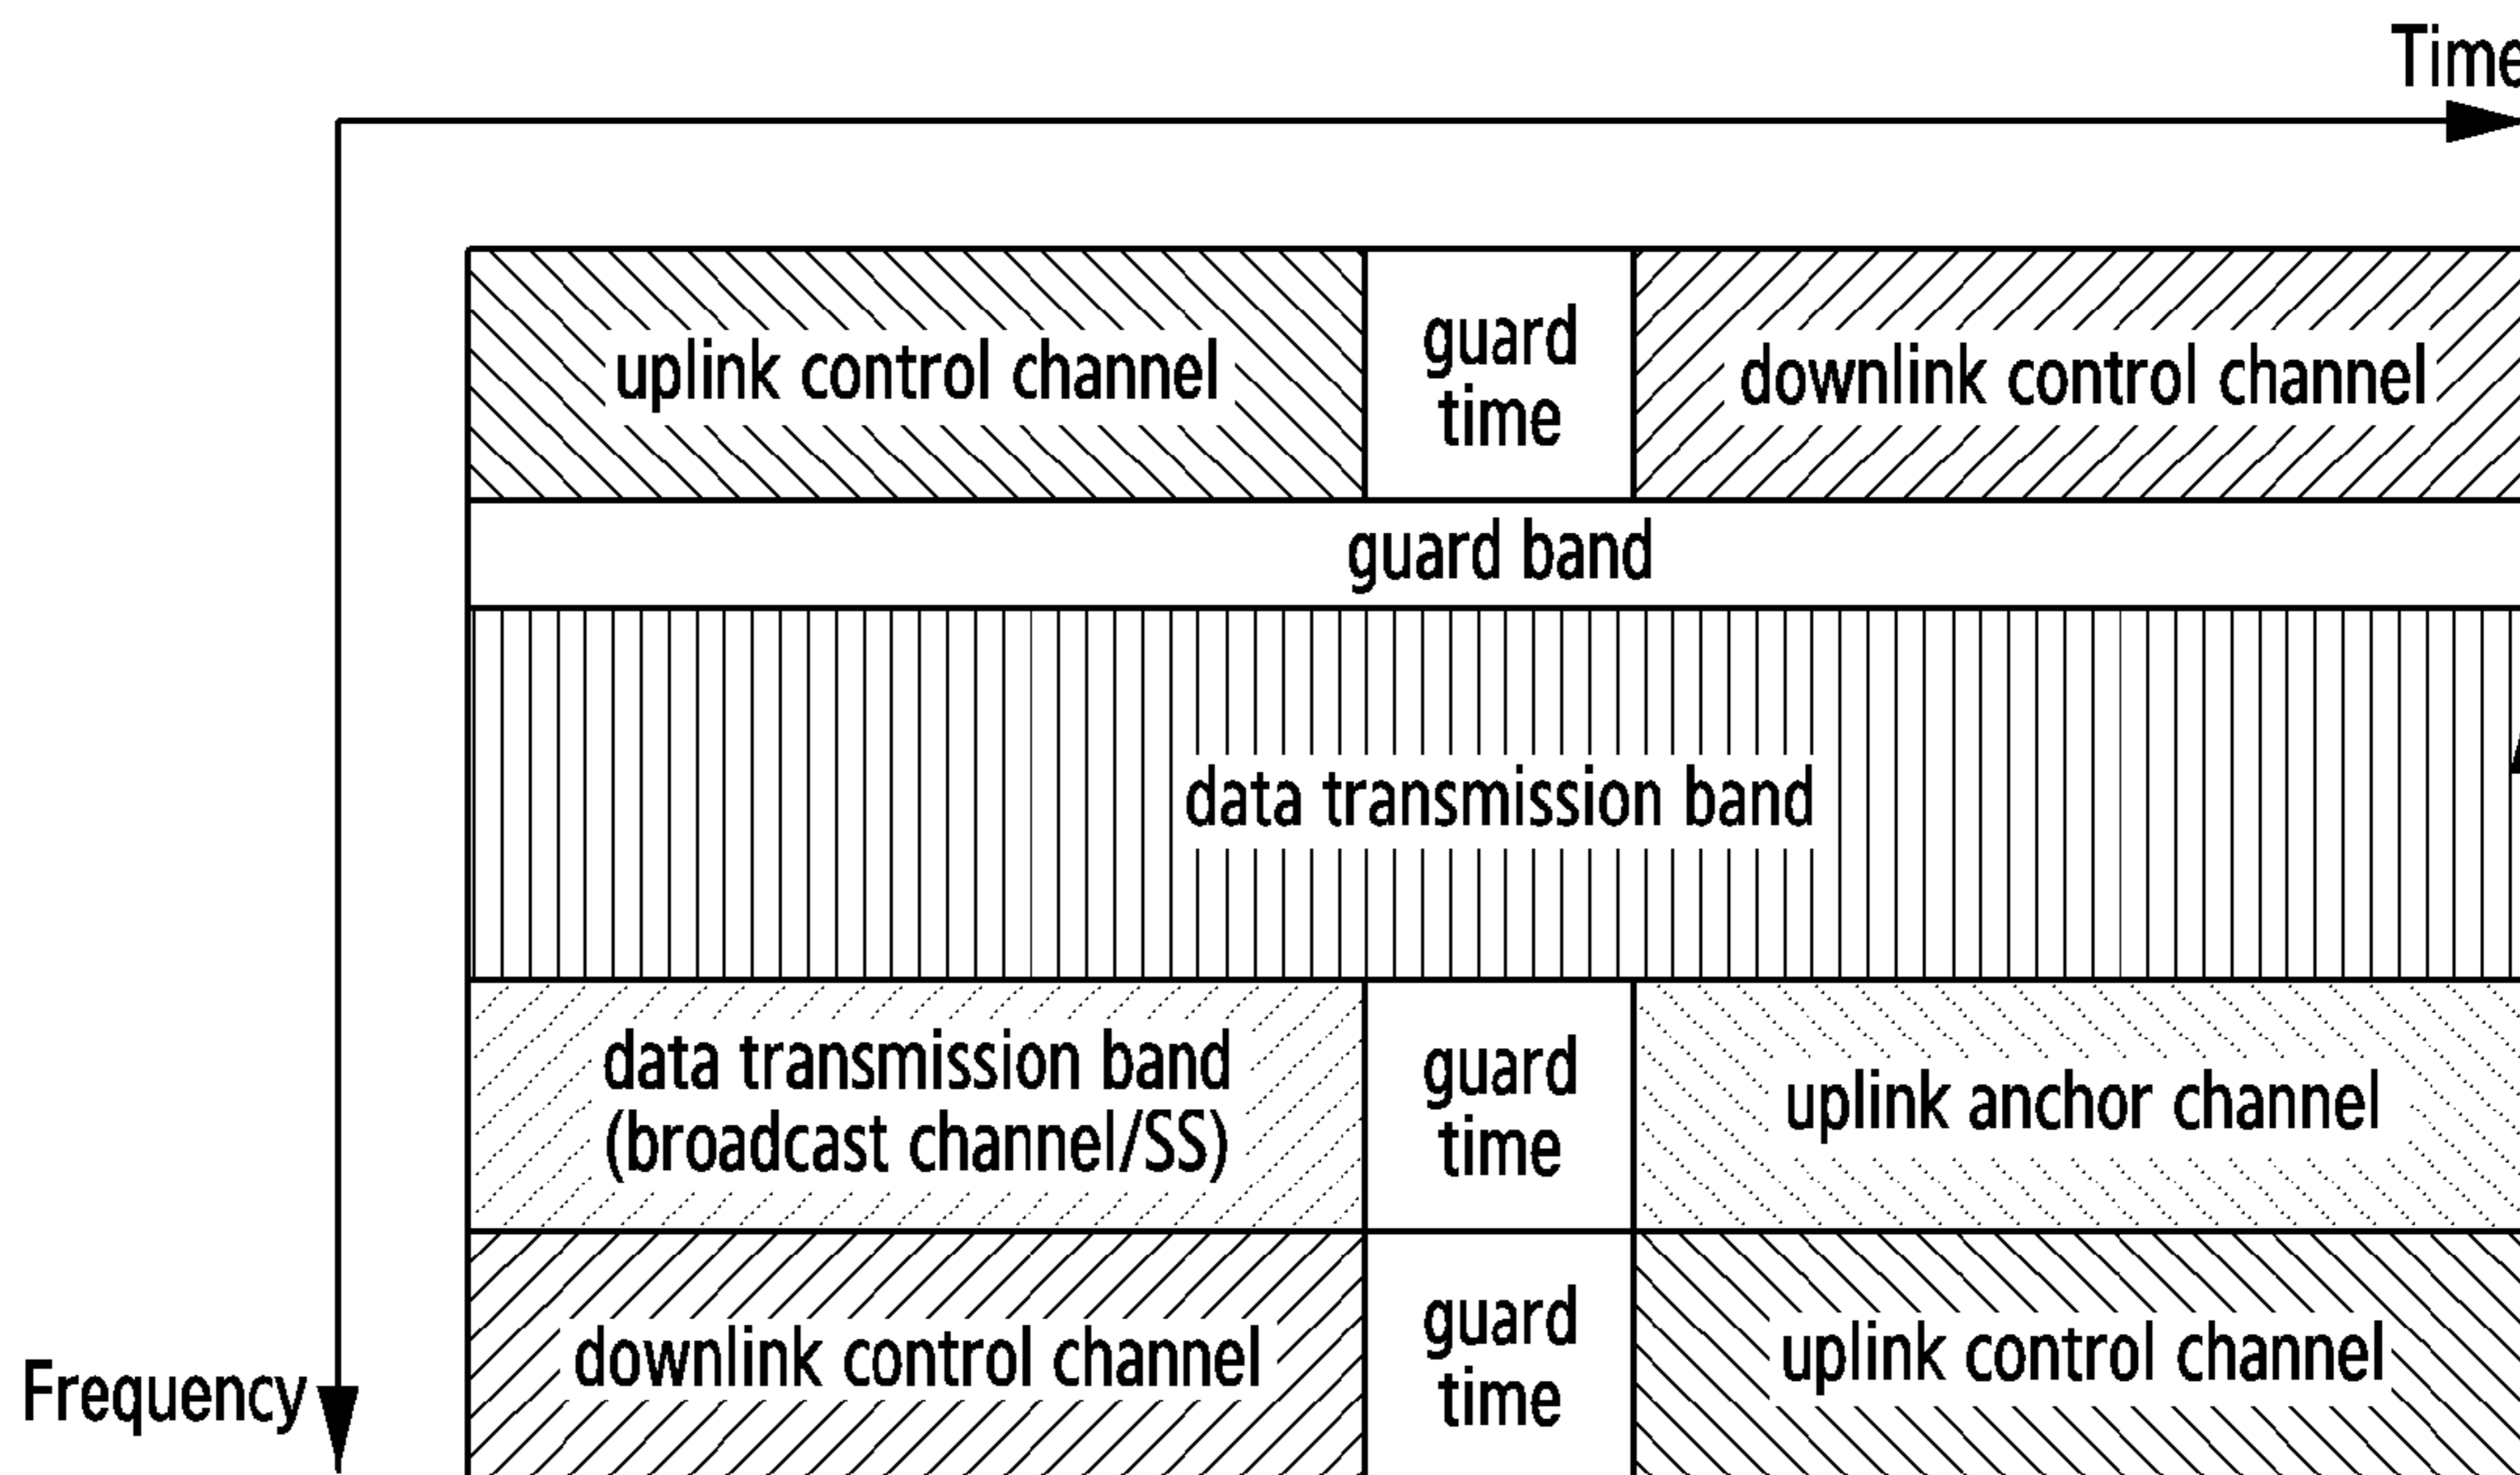 Time
uplink control channel
guard
time
downlink control channel
guard band
data transmission band
data transmission band
(broadcast channel/SS)
guard
time
uplink anchor channel
downlink control channel
guard
time
uplink control channel
Frequency